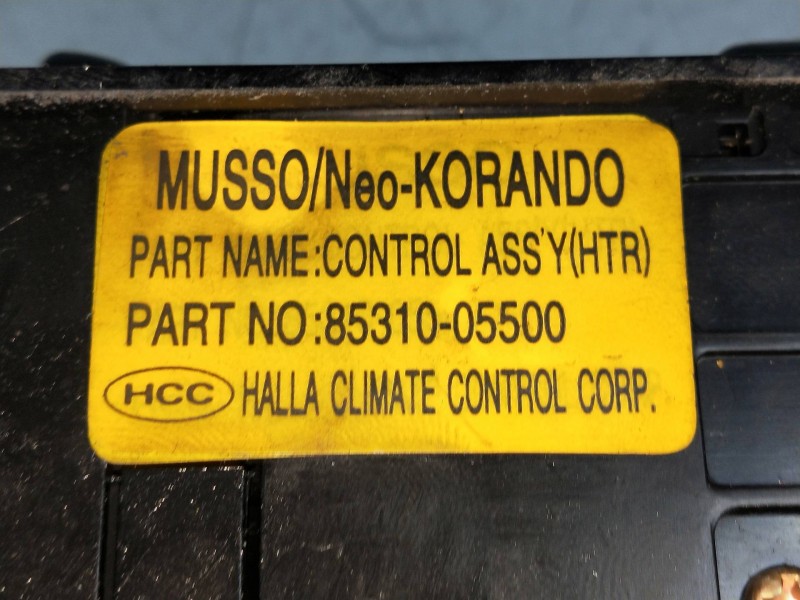 MUSSO/Neo-KORANDO
PART NAME:CONTROL ASS'Y(HTR)
PART NO:85310-05500
HCC HALLA CLIMATE CONTROL CORP.